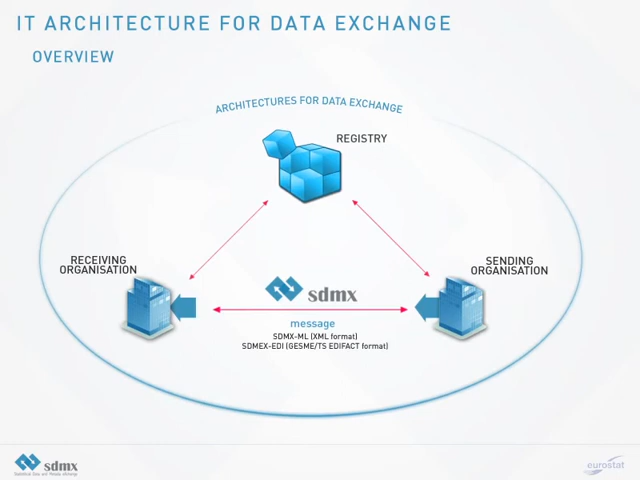 IT ARCHITECTURE FOR DATA EXCHANGE
OVERVIEW
ARCHITECTURES FOR DATA EXCHANGE
REGISTRY
RECEIVING
ORGANISATION
SENDING
ORGANISATION
sdmx
message
SDMX-ML (XML format)
SDMEX-EDI (GESME/TS EDIFACT format)
sdmx
eurostat